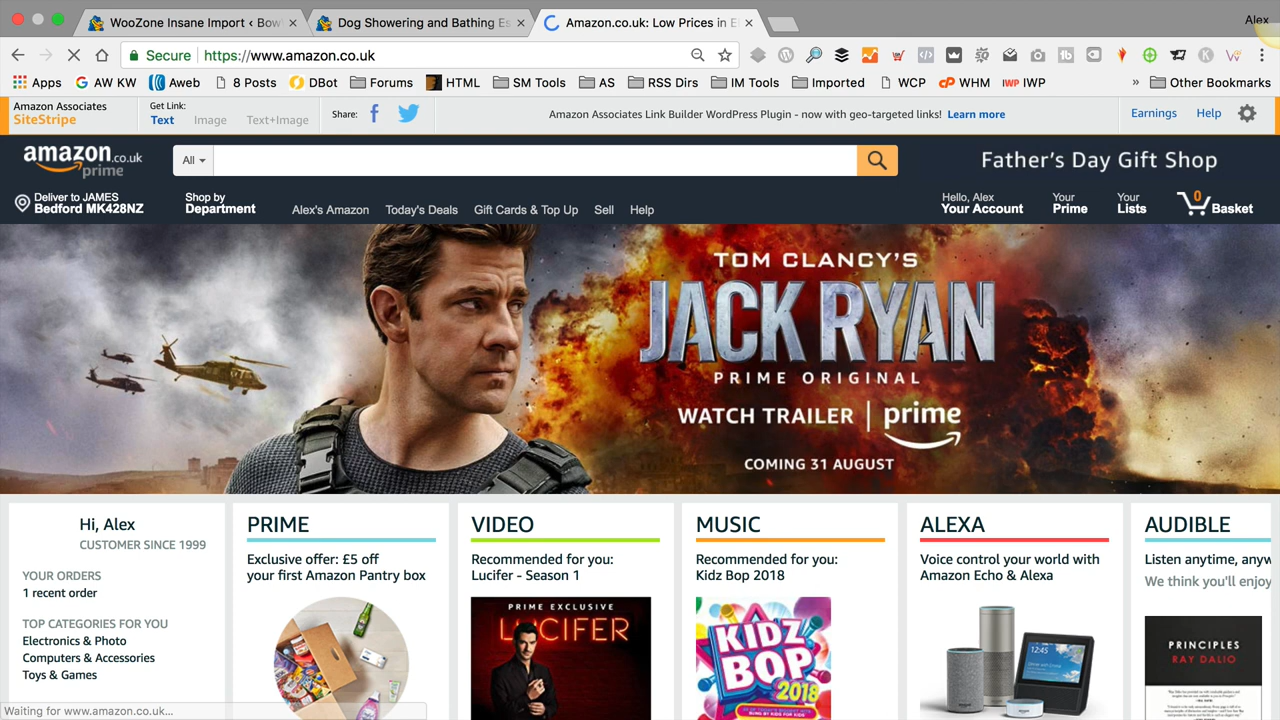 WooZone Insane Import ‹ Bow
Dog Showering and Bathing Es
Amazon.co.uk: Low Prices in El
Alex
Secure
https://www.amazon.co.uk
Apps
AW KW
Aweb
8 Posts
DBot
Forums
HTML
SM Tools
AS
RSS Dirs
IM Tools
Imported
WCP
WHM
IWP IWP
»
Other Bookmarks
Amazon Associates
SiteStripe
Get Link:
Text
Image
Text+Image
Share:
Amazon Associates Link Builder WordPress Plugin - now with geo-targeted links! Learn more
Earnings
Help
amazon.co.uk
prime
All
Father's Day Gift Shop
Deliver to JAMES
Bedford MK428NZ
Shop by
Department
Alex's Amazon
Today's Deals
Gift Cards & Top Up
Sell
Help
Hello, Alex
Your Account
Your
Prime
Your
Lists
0
Basket
TOM CLANCY'S
JACK RYAN
PRIME ORIGINAL
WATCH TRAILER | prime
COMING 31 AUGUST
Hi, Alex
CUSTOMER SINCE 1999
YOUR ORDERS
1 recent order
TOP CATEGORIES FOR YOU
Electronics & Photo
Computers & Accessories
Toys & Games
PRIME
Exclusive offer: £5 off
your first Amazon Pantry box
VIDEO
Recommended for you:
Lucifer - Season 1
PRIME EXCLUSIVE
LUCIFER
MUSIC
Recommended for you:
Kidz Bop 2018
KIDZ
BOP
2018
ALEXA
Voice control your world with
Amazon Echo & Alexa
12:45
AUDIBLE
Listen anytime, anyw
We think you'll enjoy
PRINCIPLES
RAY DALIO
Waiting for www.amazon.co.uk...